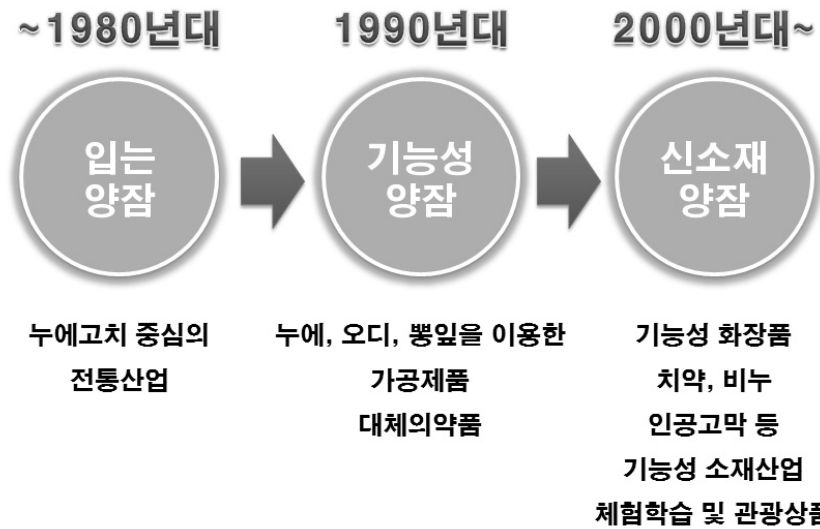 ~1980년대
1990년대
2000년대~
입는
양잠
기능성
양잠
신소재
양잠
누에고치 중심의
전통산업
누에, 오디, 뽕잎을 이용한
가공제품
대체의약품
기능성 화장품
치약, 비누
인공고막 등
기능성 소재산업
체험학습 및 관광상품